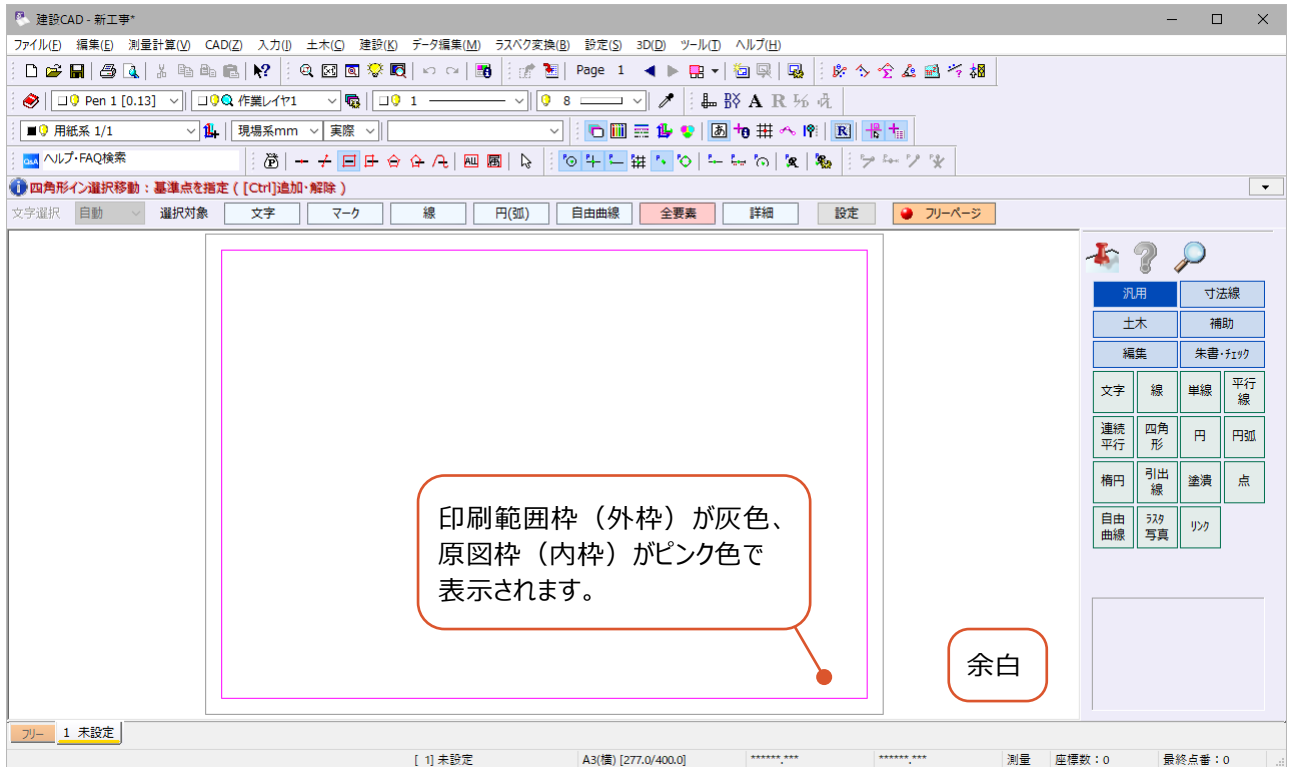 建設CAD - 新工事*
ファイル(F) 編集(E) 測量計算(V) CAD(Z) 入力(I) 土木(C) 建設(K) データ編集(M) ラスベク変換(B) 設定(S) 3D(D) ツール(T) ヘルプ(H)
Page 1
Pen 1 [0.13] 作業レイヤ1 1 8 A R
用紙系 1/1 現場系mm 実際 あ R
Q&A ヘルプ・FAQ検索 ALL
四角形イン選択移動：基準点を指定 ( [Ctrl]追加・解除 )
文字選択 自動 選択対象 文字 マーク 線 円(弧) 自由曲線 全要素 詳細 設定 フリーページ
汎用 寸法線
土木 補助
編集 朱書・ﾁｪｯｸ
文字 線 単線 平行線
連続平行 四角形 円 円弧
楕円 引出線 塗潰 点
自由曲線 ﾗｽﾀ写真 ﾘﾝｸ
印刷範囲枠（外枠）が灰色、
原図枠（内枠）がピンク色で
表示されます。
余白
フリー 1 未設定
[ 1] 未設定 A3(横) [277.0/400.0] ******.*** ******.*** 測量 座標数：0 最終点番：0